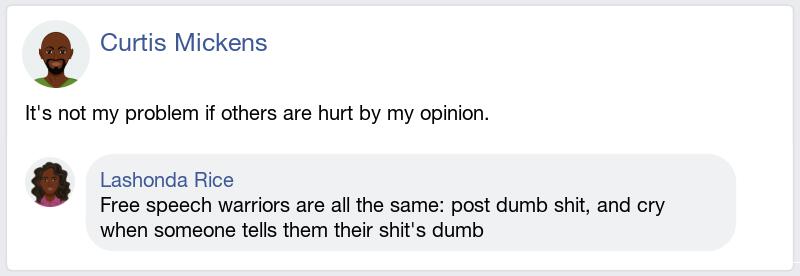 Curtis Mickens
It's not my problem if others are hurt by my opinion.
Lashonda Rice
Free speech warriors are all the same: post dumb shit, and cry
when someone tells them their shit's dumb